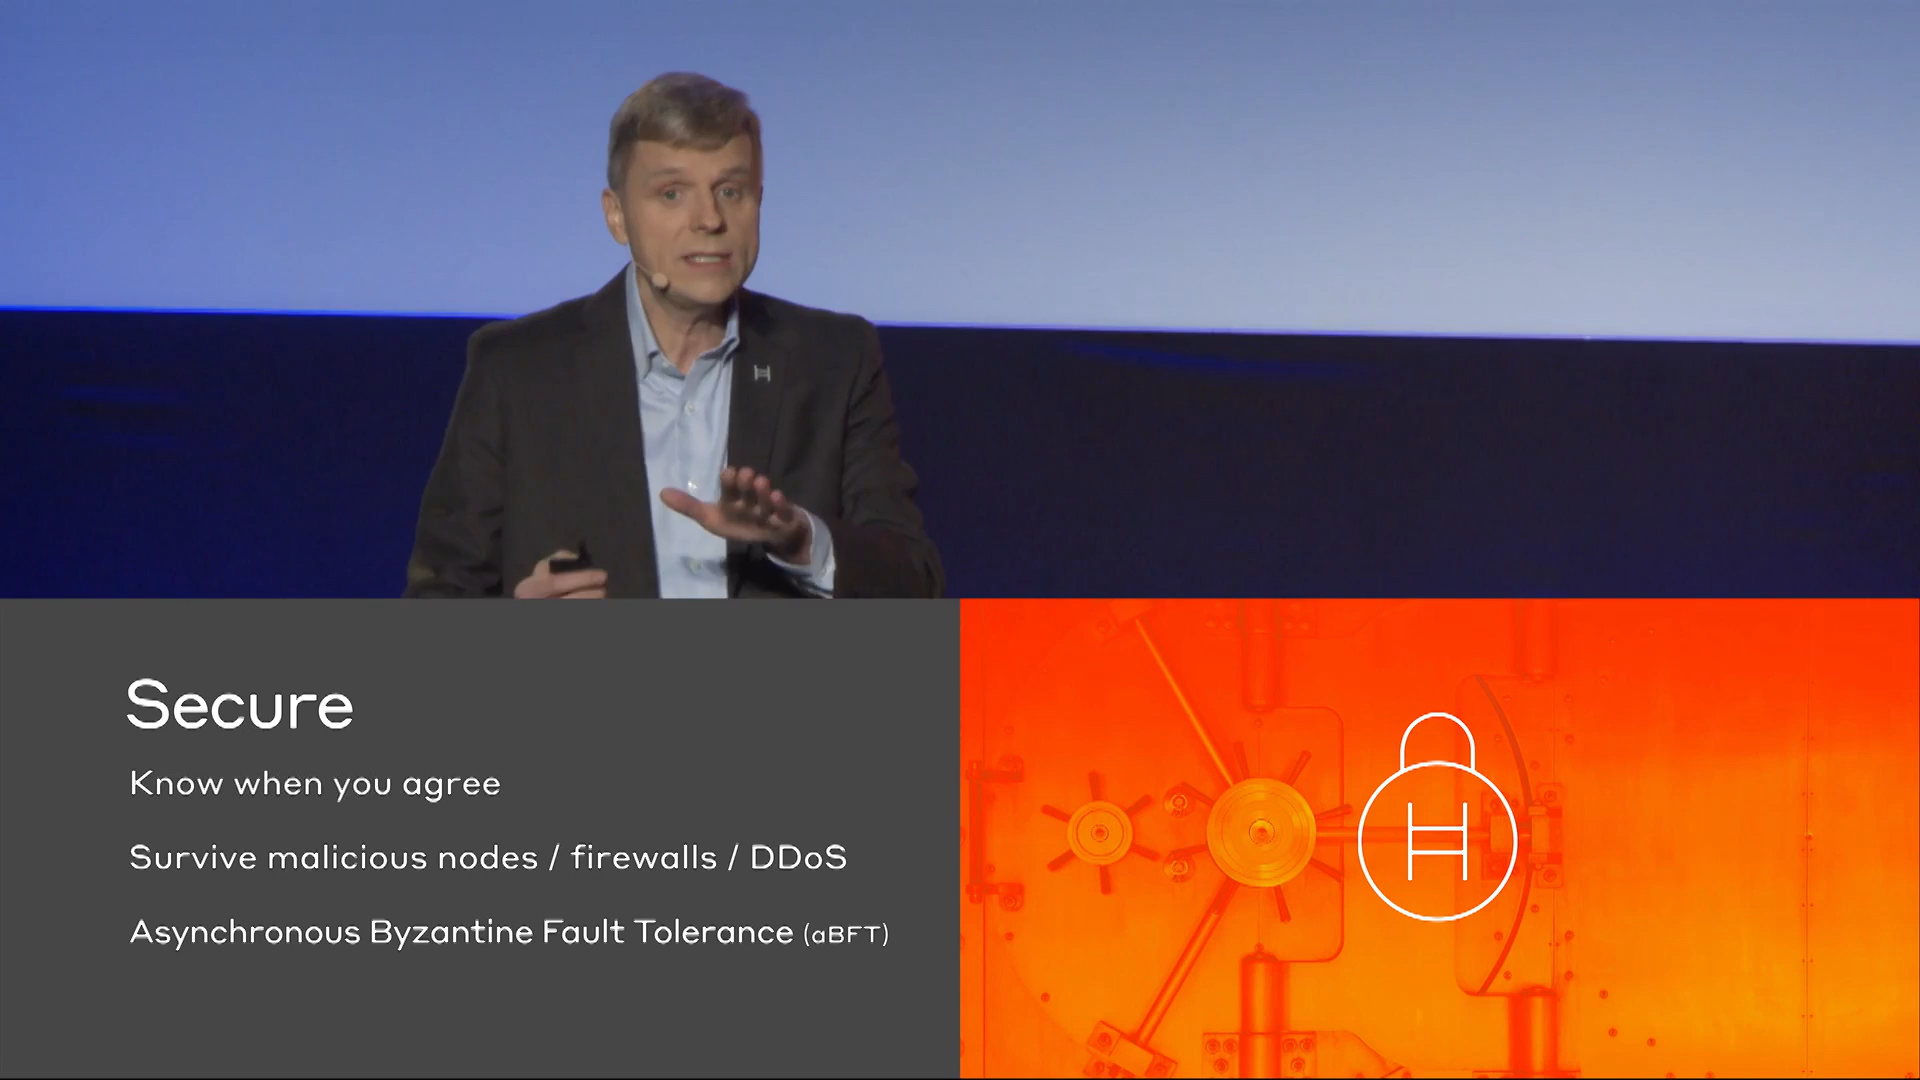 Secure
Know when you agree
Survive malicious nodes / firewalls / DDoS
Asynchronous Byzantine Fault Tolerance (aBFT)